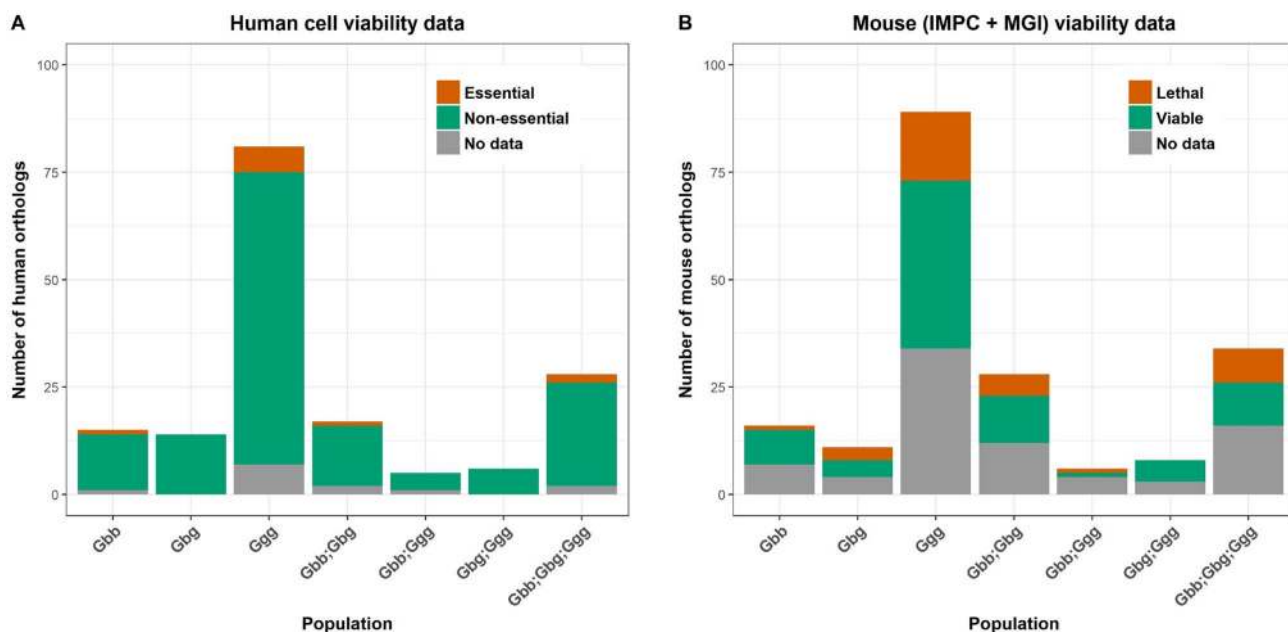 A
Human cell viability data
Number of human orthologs
100
75
50
25
0
Essential
Non-essential
No data
Gbb
Gbg
Ggg
Gbb;Gbg
Gbb;Ggg
Gbg;Ggg
Gbb;Gbg;Ggg
Population
B
Mouse (IMPC + MGI) viability data
Number of mouse orthologs
100
75
50
25
0
Lethal
Viable
No data
Gbb
Gbg
Ggg
Gbb;Gbg
Gbb;Ggg
Gbg;Ggg
Gbb;Gbg;Ggg
Population